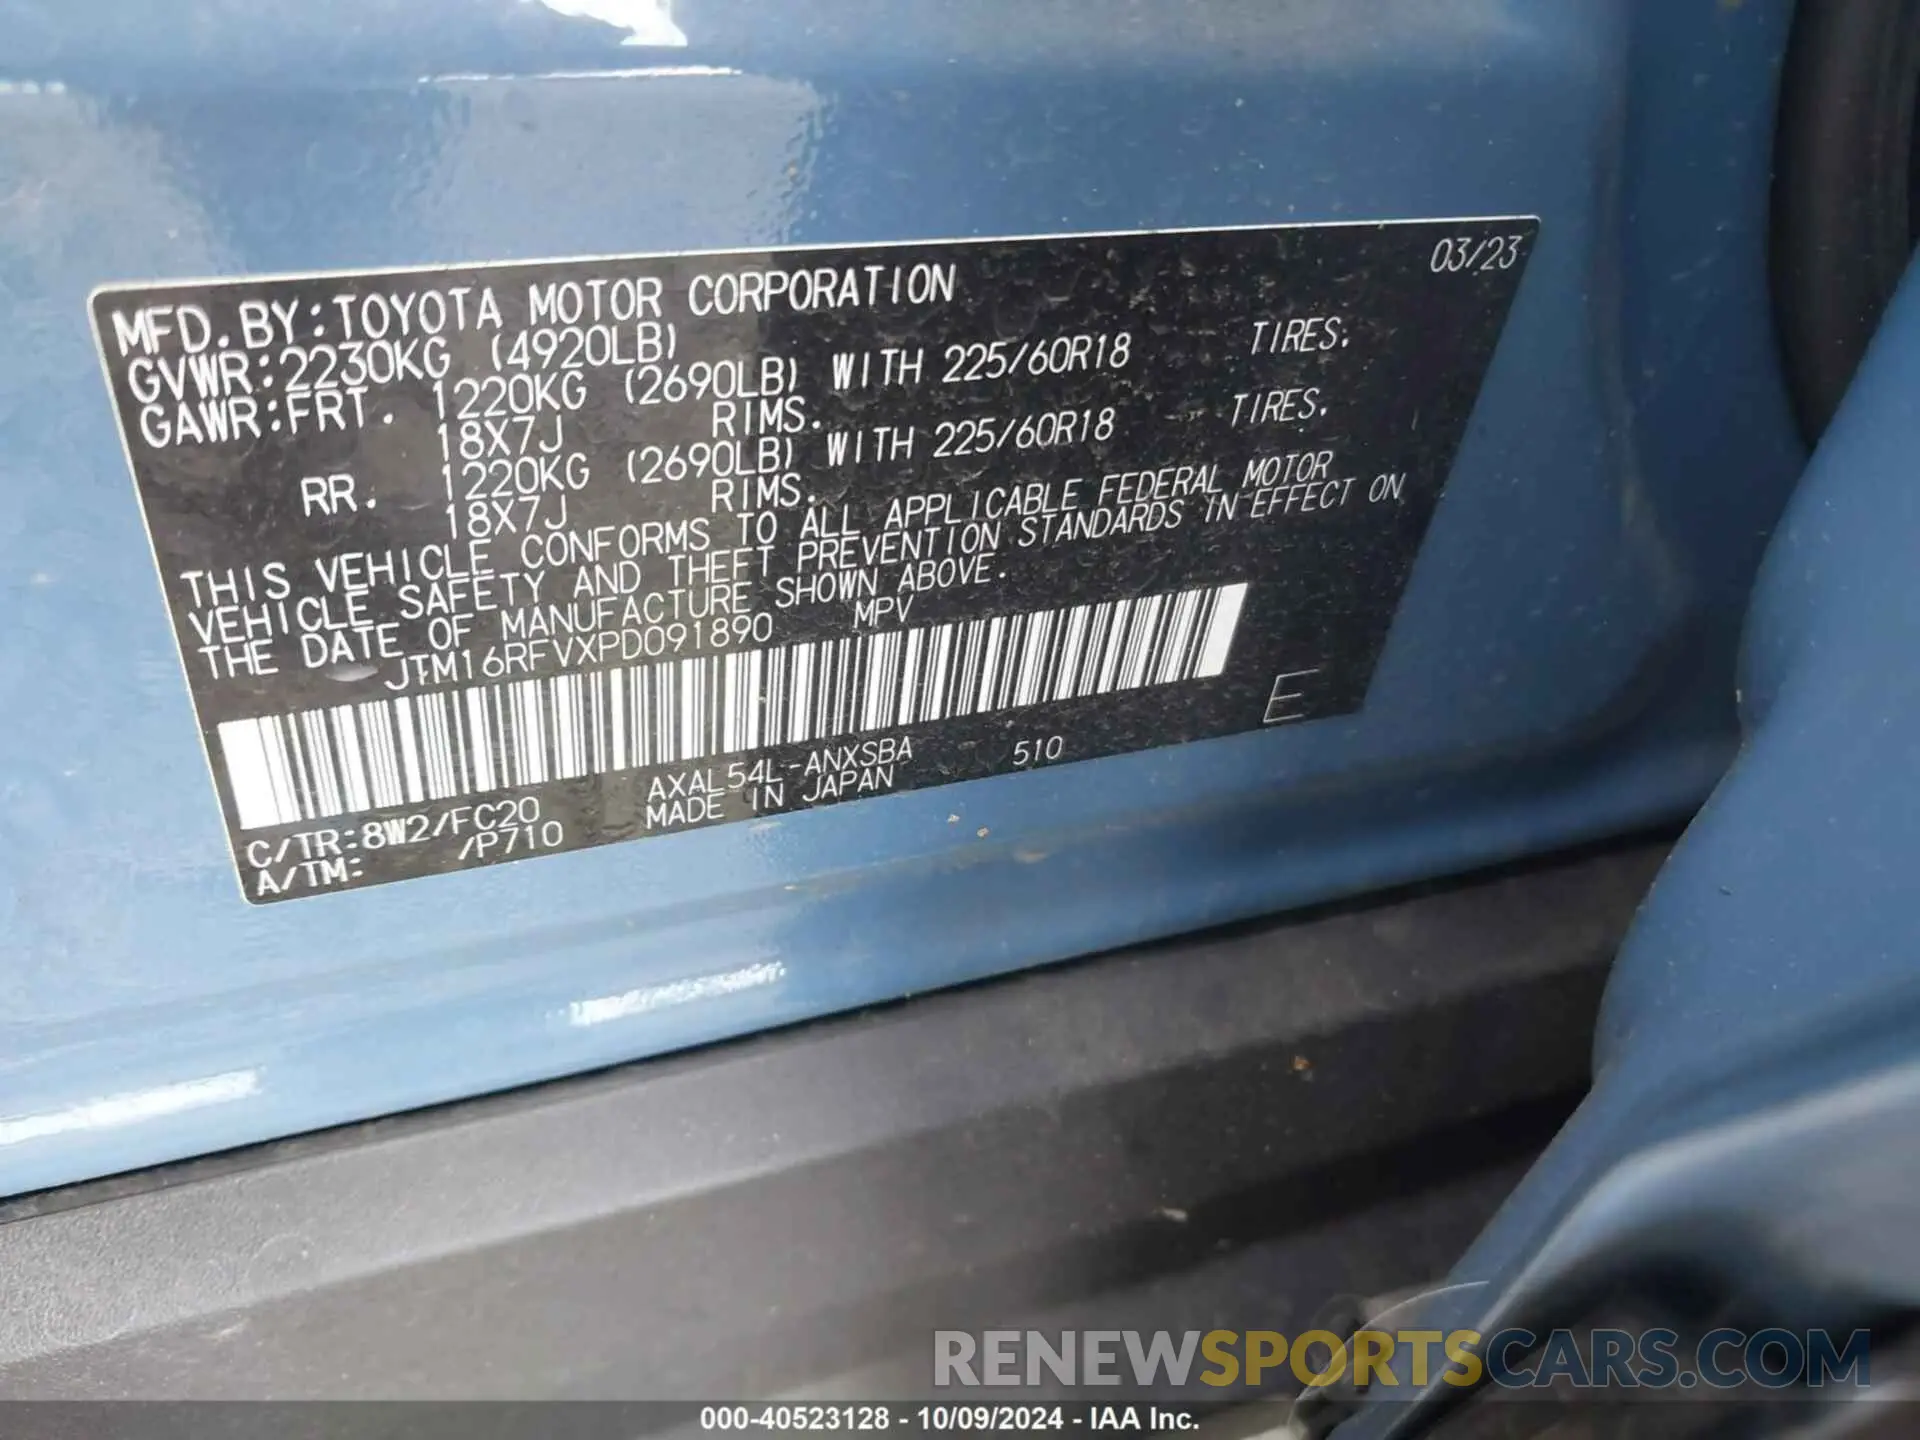 03/23
MFD. BY: TOYOTA MOTOR CORPORATION
GVWR: 2230KG (4920LB)
GAWR: FRT. 1220KG (2690LB) WITH 225/60R18 TIRES,
18X7J RIMS.
RR. 1220KG (2690LB) WITH 225/60R18 TIRES,
18X7J RIMS.
THIS VEHICLE CONFORMS TO ALL APPLICABLE FEDERAL MOTOR
VEHICLE SAFETY AND THEFT PREVENTION STANDARDS IN EFFECT ON
THE DATE OF MANUFACTURE SHOWN ABOVE.
JTM16RFVXPD091890 MPV
E
C/TR: 8W2/FC20 AXAL54L-ANXSBA 510
A/TM: /P710 MADE IN JAPAN
RENEWSPORTSCARS.COM
000-40523128 - 10/09/2024 - IAA Inc.